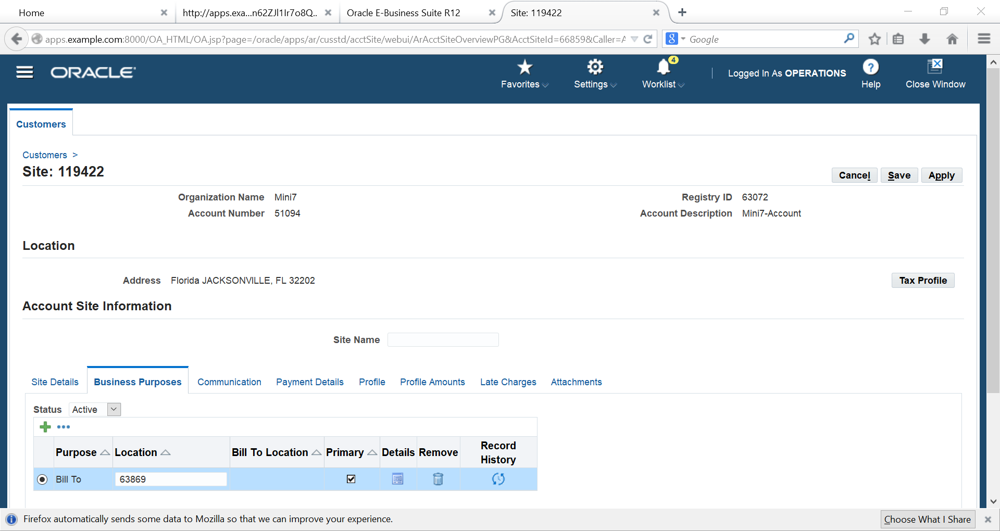 Home
http://apps.exa...n62ZJl1Ir7o8Q..
Oracle E-Business Suite R12
Site: 119422
apps.example.com:8000/OA_HTML/OA.jsp?page=/oracle/apps/ar/cusstd/acctSite/webui/ArAcctSiteOverviewPG&AcctSiteId=66859&Caller=A
8 Google
ORACLE
Favorites
Settings
4
Worklist
Logged In As OPERATIONS
?
Help
Close Window
Customers
Customers >
Site: 119422
Cancel Save Apply
Organization Name Mini7
Registry ID 63072
Account Number 51094
Account Description Mini7-Account
Location
Address Florida JACKSONVILLE, FL 32202
Tax Profile
Account Site Information
Site Name
Site Details Business Purposes Communication Payment Details Profile Profile Amounts Late Charges Attachments
Status Active
Purpose Location Bill To Location Primary Details Remove Record History
Bill To 63869
Firefox automatically sends some data to Mozilla so that we can improve your experience.
Choose What I Share